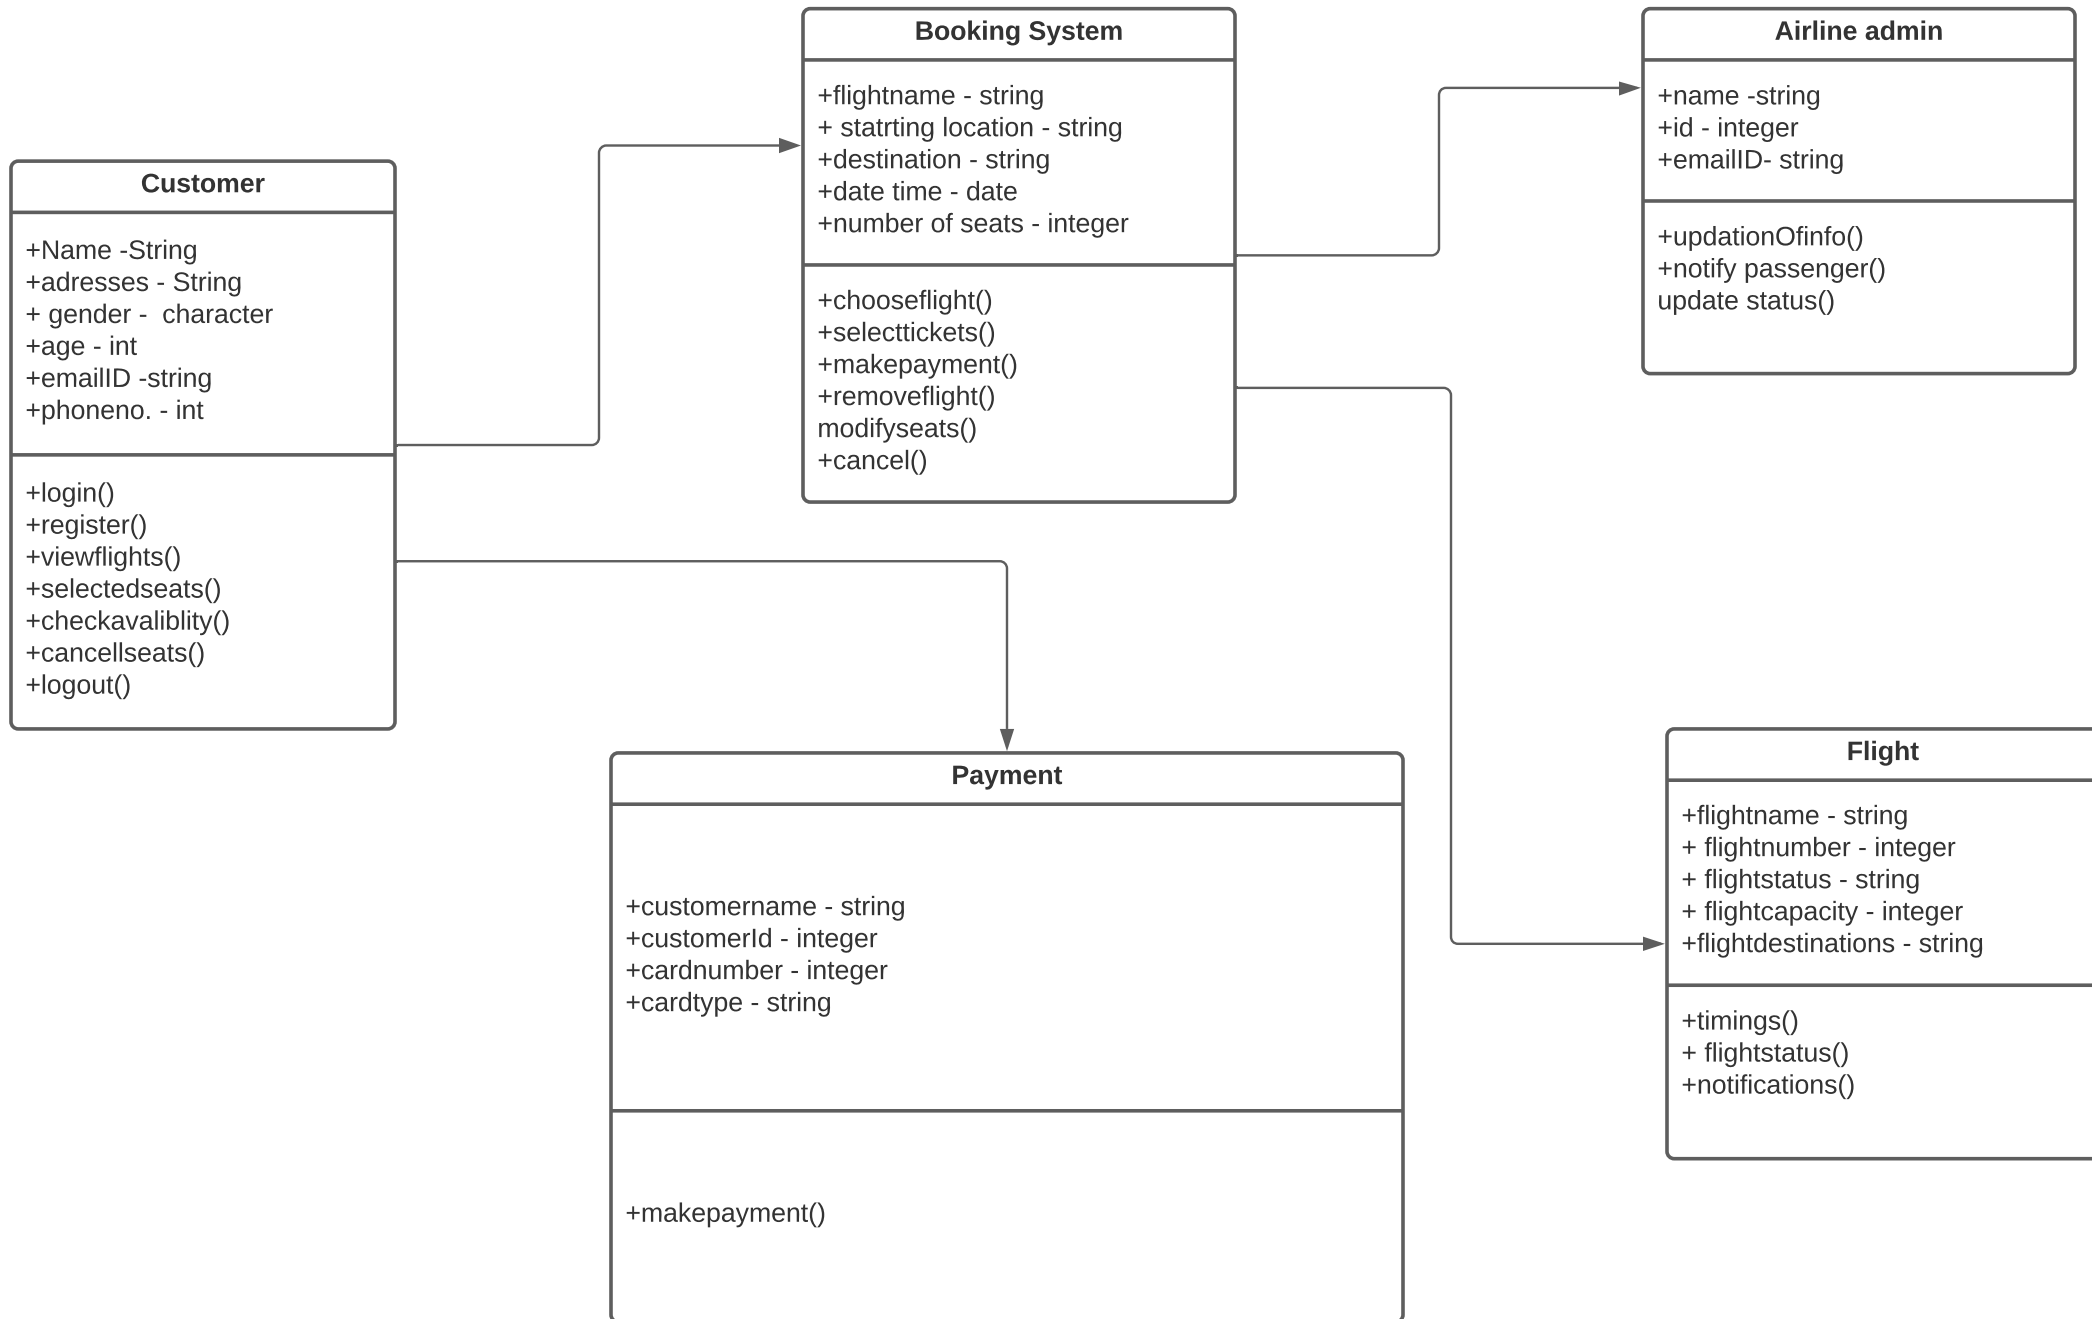 Customer
+Name -String
+adresses - String
+ gender -  character
+age - int
+emailID -string
+phoneno. - int
+login()
+register()
+viewflights()
+selectedseats()
+checkavaliblity()
+cancellseats()
+logout()
Booking System
+flightname - string
+ statrting location - string
+destination - string
+date time - date
+number of seats - integer
+chooseflight()
+selecttickets()
+makepayment()
+removeflight()
modifyseats()
+cancel()
Airline admin
+name -string
+id - integer
+emailID- string
+updationOfinfo()
+notify passenger()
update status()
Payment
+customername - string
+customerId - integer
+cardnumber - integer
+cardtype - string
+makepayment()
Flight
+flightname - string
+ flightnumber - integer
+ flightstatus - string
+ flightcapacity - integer
+flightdestinations - string
+timings()
+ flightstatus()
+notifications()